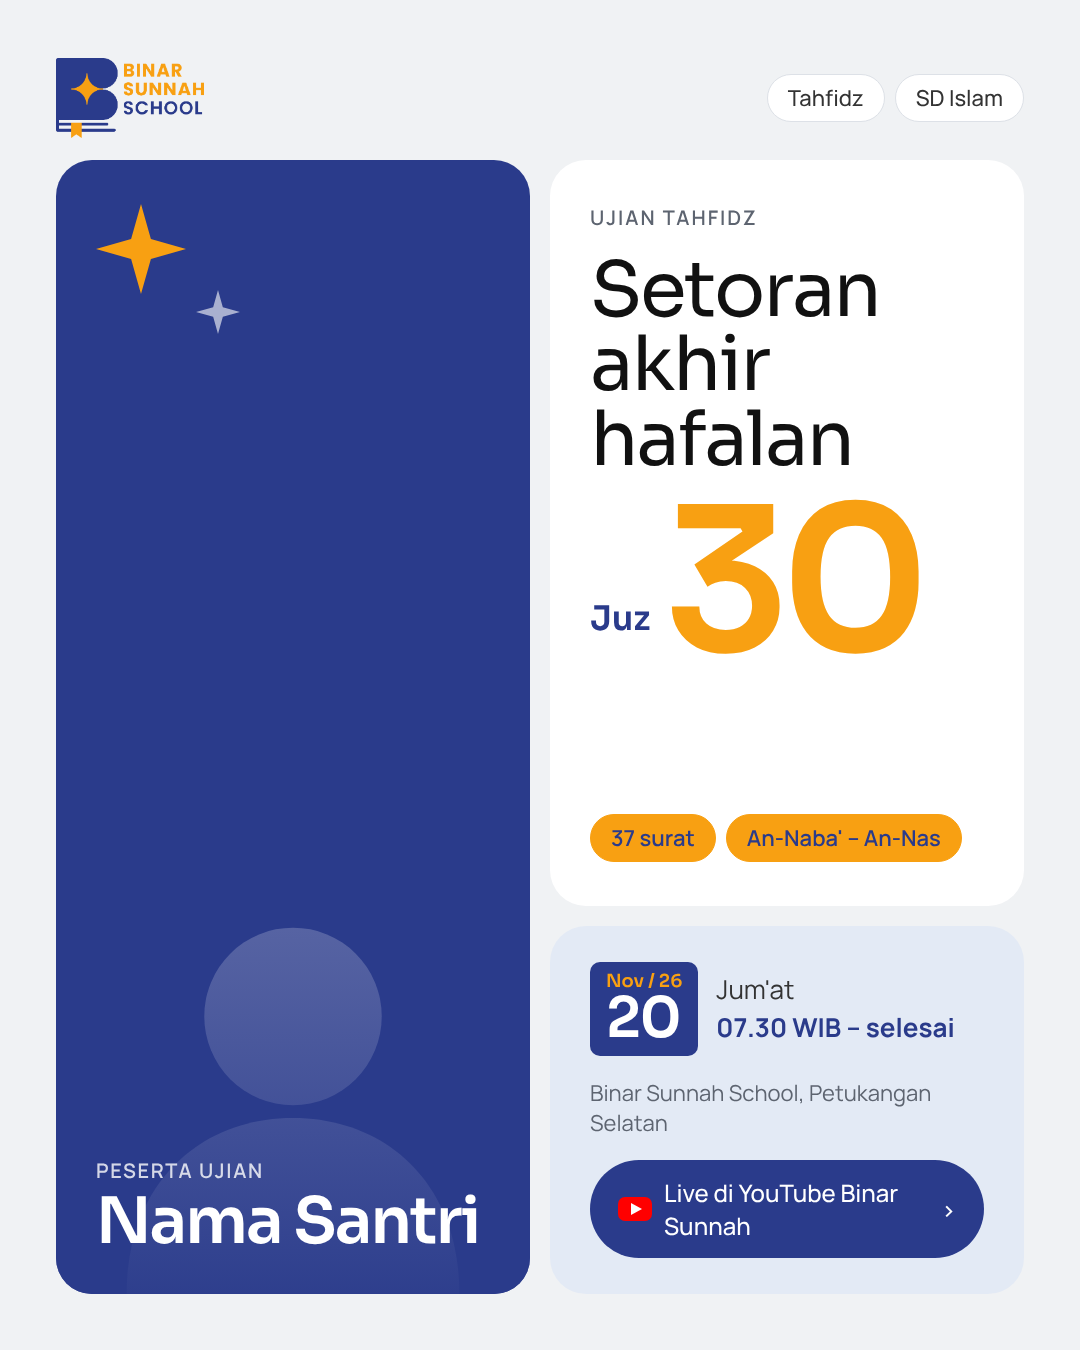 BINAR
SUNNAH
SCHOOL
Tahfidz
SD Islam
UJIAN TAHFIDZ
Setoran
akhir
hafalan
Juz 30
37 surat
An-Naba' – An-Nas
PESERTA UJIAN
Nama Santri
Nov / 26
20
Jum'at
07.30 WIB – selesai
Binar Sunnah School, Petukangan
Selatan
Live di YouTube Binar
Sunnah